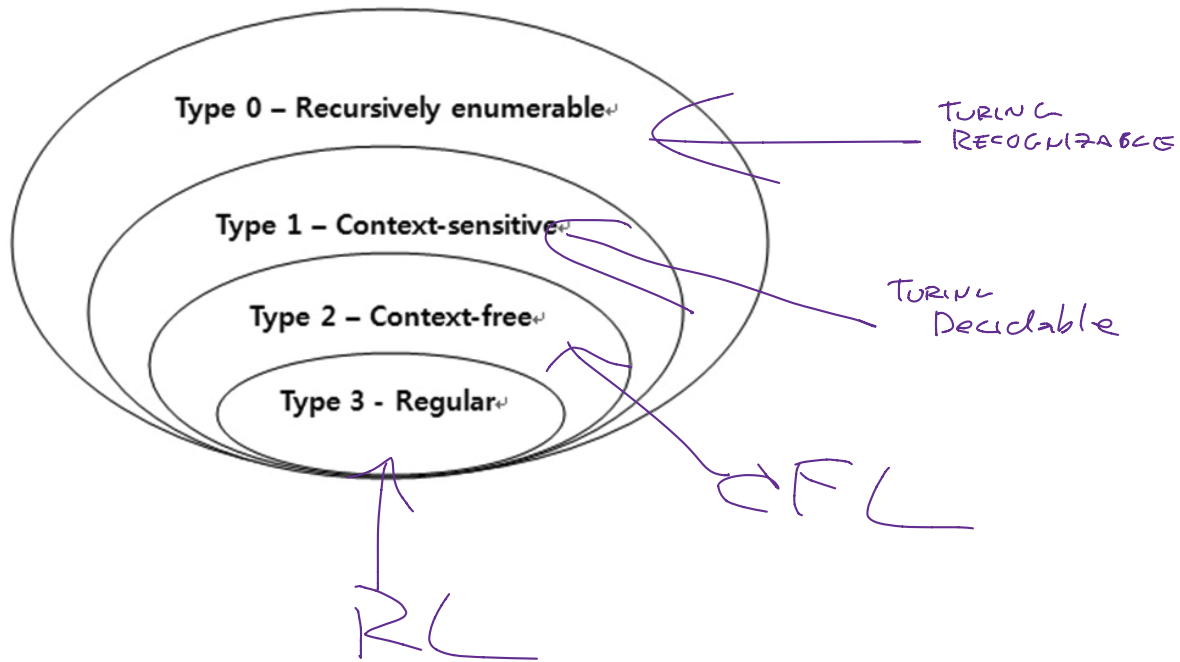 Type 0 – Recursively enumerable↵
TURING
RECOGNIZABLE
Type 1 – Context-sensitive↵
TURING
Decidable
Type 2 – Context-free↵
Type 3 - Regular↵
CFL
RL